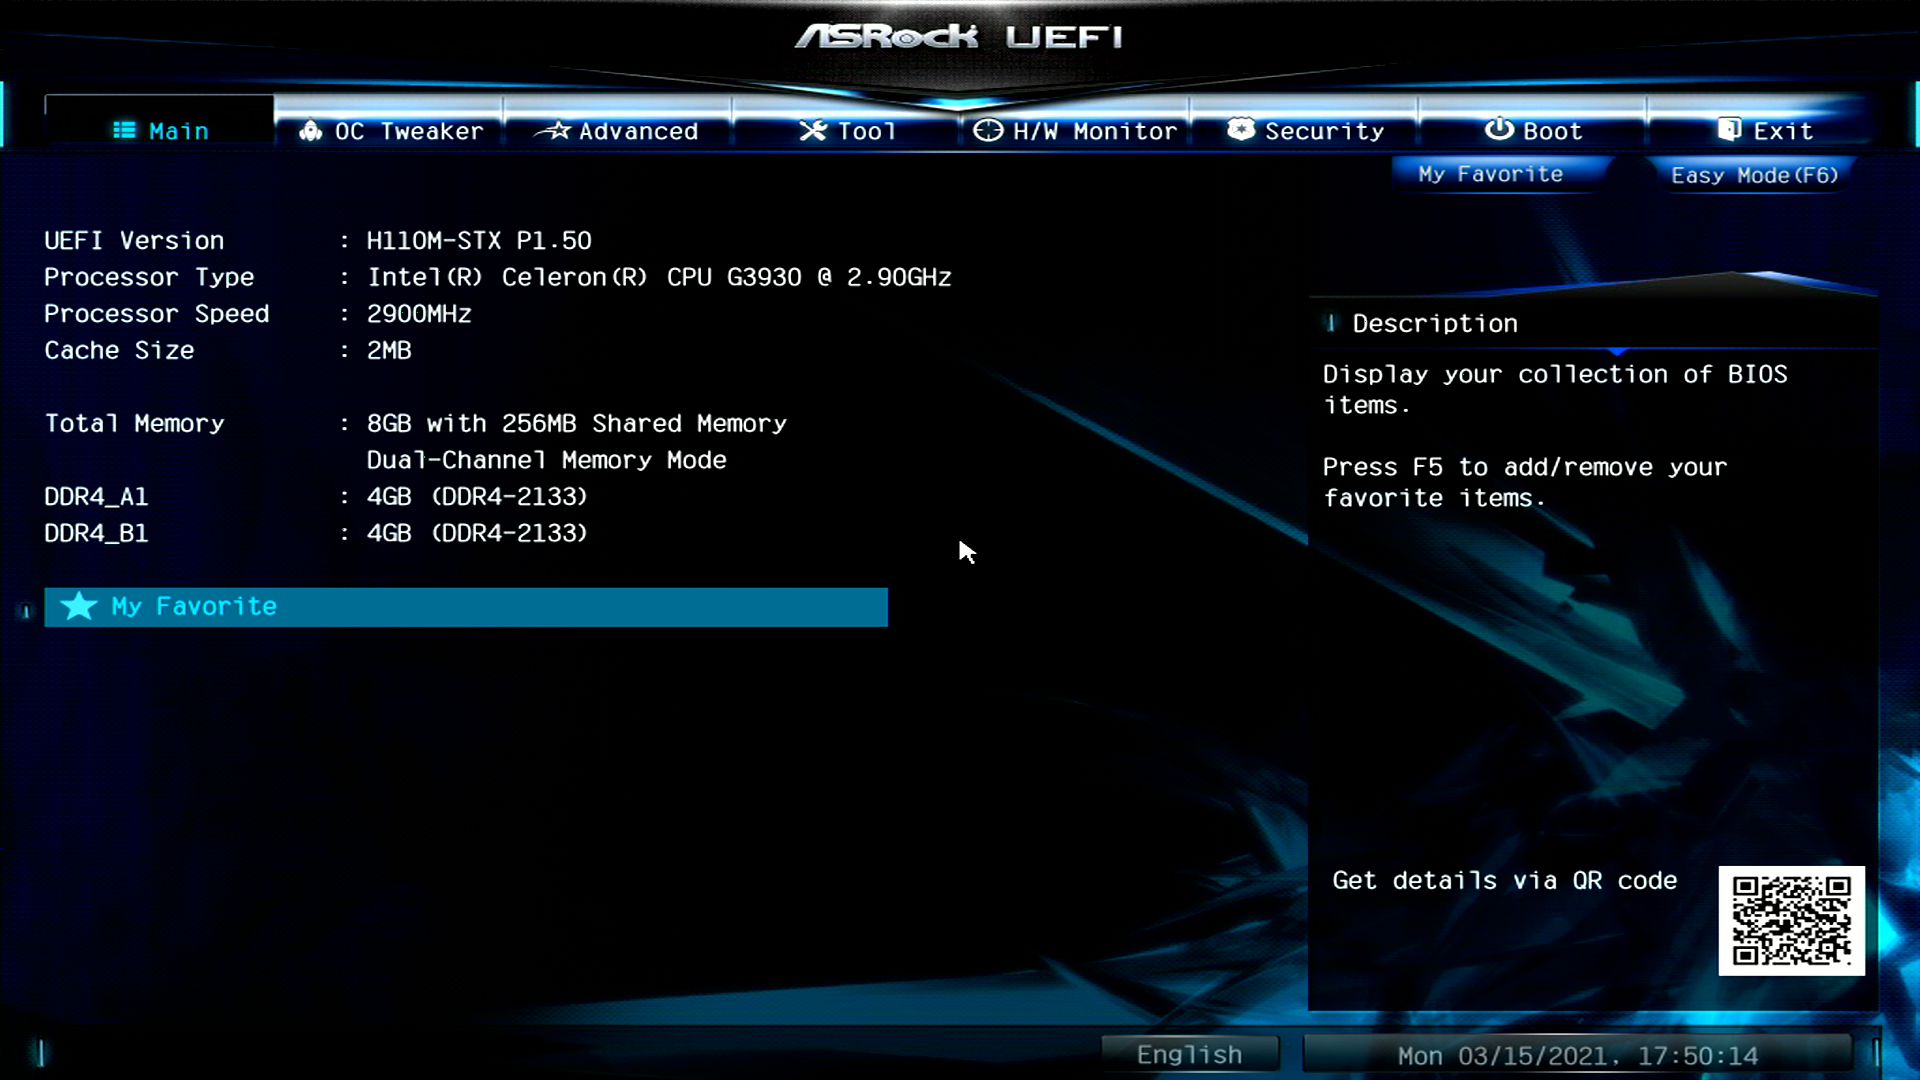 ASRock UEFI
Main OC Tweaker Advanced Tool H/W Monitor Security Boot Exit
My Favorite Easy Mode(F6)
UEFI Version : H110M-STX P1.50
Processor Type : Intel(R) Celeron(R) CPU G3930 @ 2.90GHz
Processor Speed : 2900MHz
Cache Size : 2MB
Total Memory : 8GB with 256MB Shared Memory
Dual-Channel Memory Mode
DDR4_A1 : 4GB (DDR4-2133)
DDR4_B1 : 4GB (DDR4-2133)
My Favorite
Description
Display your collection of BIOS
items.
Press F5 to add/remove your
favorite items.
Get details via QR code
English Mon 03/15/2021, 17:50:14